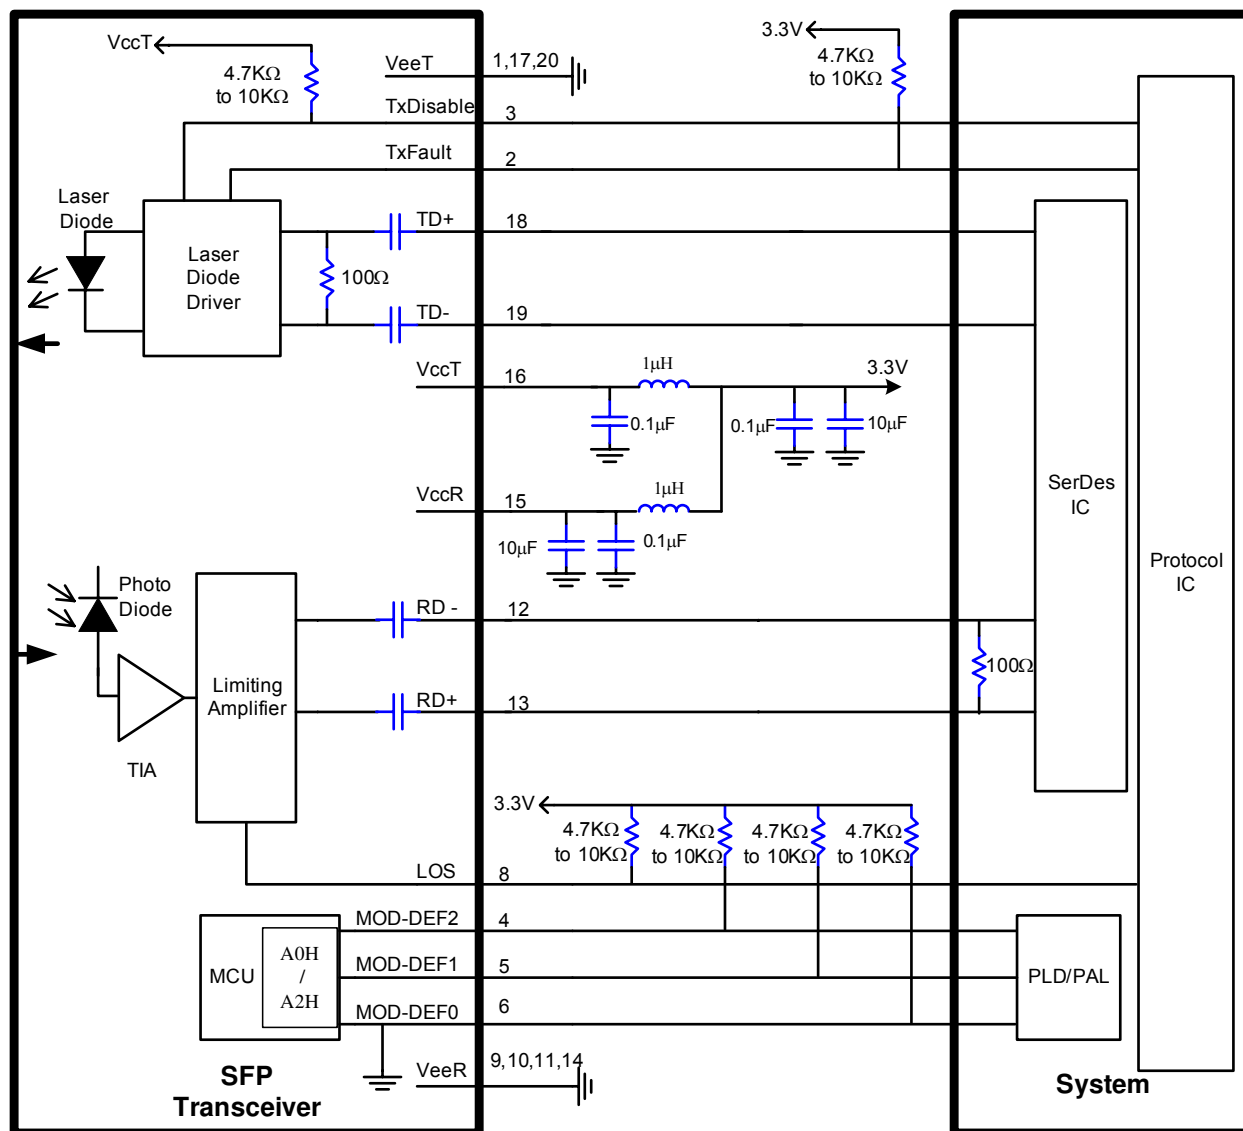 VccT
4.7KΩ
to 10KΩ
VeeT
1,17,20
3.3V
4.7KΩ
to 10KΩ
TxDisable
3
TxFault
2
Laser
Diode
Laser
Diode
Driver
TD+
18
100Ω
TD-
19
VccT
16
1µH
3.3V
0.1µF
0.1µF
10µF
VccR
15
1µH
10µF
0.1µF
SerDes
IC
Protocol
IC
Photo
Diode
TIA
Limiting
Amplifier
RD -
12
RD+
13
100Ω
3.3V
4.7KΩ
to 10KΩ
4.7KΩ
to 10KΩ
4.7KΩ
to 10KΩ
4.7KΩ
to 10KΩ
LOS
8
MOD-DEF2
4
MOD-DEF1
5
MOD-DEF0
6
MCU
A0H
/
A2H
PLD/PAL
VeeR
9,10,11,14
SFP
Transceiver
System